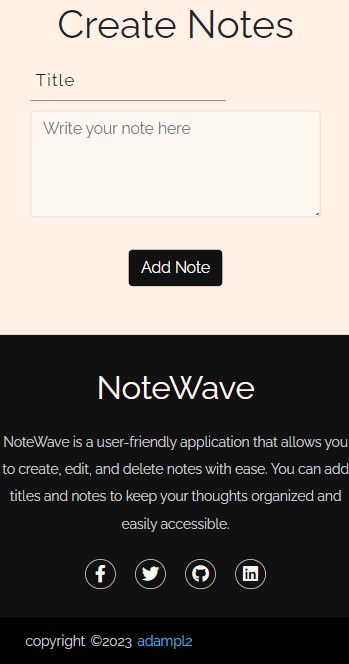 Create Notes
Title
Write your note here
Add Note
NoteWave
NoteWave is a user-friendly application that allows you
to create, edit, and delete notes with ease. You can add
titles and notes to keep your thoughts organized and
easily accessible.
copyright ©2023 adampl2